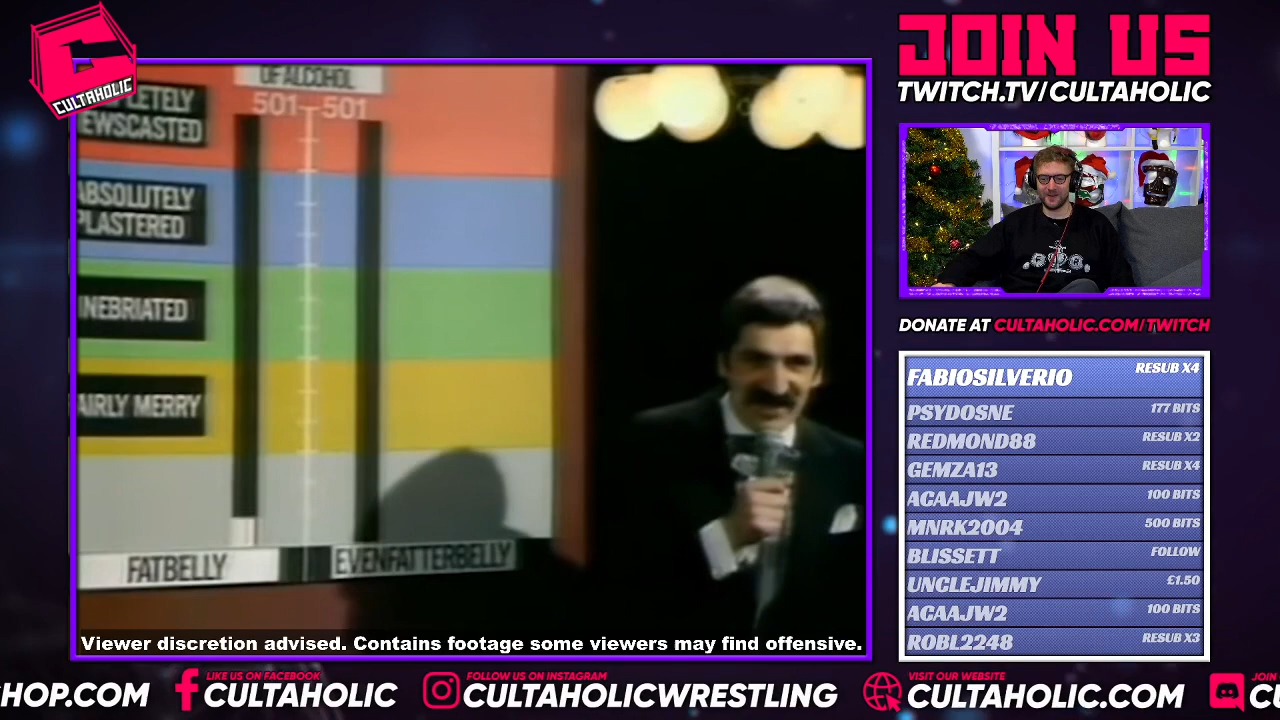 CULTAHOLIC
OF ALCOHOL
501 501
PLETELY
EWSCASTED
ABSOLUTELY
PLASTERED
INEBRIATED
AIRLY MERRY
FATBELLY
EVENFATTERBELLY
Viewer discretion advised. Contains footage some viewers may find offensive.
JOIN US
TWITCH.TV/CULTAHOLIC
DONATE AT CULTAHOLIC.COM/TWITCH
FABIOSILVERIO RESUB X4
PSYDOSNE 177 BITS
REDMOND88 RESUB X2
GEMZA13 RESUB X4
ACAAJW2 100 BITS
MNRK2004 500 BITS
BLISSETT FOLLOW
UNCLEJIMMY £1.50
ACAAJW2 100 BITS
ROBL2248 RESUB X3
HOP.COM
LIKE US ON FACEBOOK
CULTAHOLIC
FOLLOW US ON INSTAGRAM
CULTAHOLICWRESTLING
VISIT OUR WEBSITE
CULTAHOLIC.COM
JOIN
CU